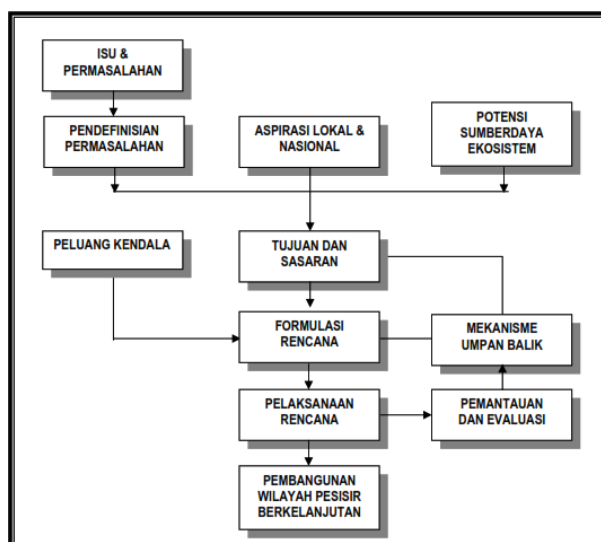 ISU &
PERMASALAHAN
PENDEFINISIAN
PERMASALAHAN
ASPIRASI LOKAL &
NASIONAL
POTENSI
SUMBERDAYA
EKOSISTEM
PELUANG KENDALA
TUJUAN DAN
SASARAN
FORMULASI
RENCANA
MEKANISME
UMPAN BALIK
PELAKSANAAN
RENCANA
PEMANTAUAN
DAN EVALUASI
PEMBANGUNAN
WILAYAH PESISIR
BERKELANJUTAN